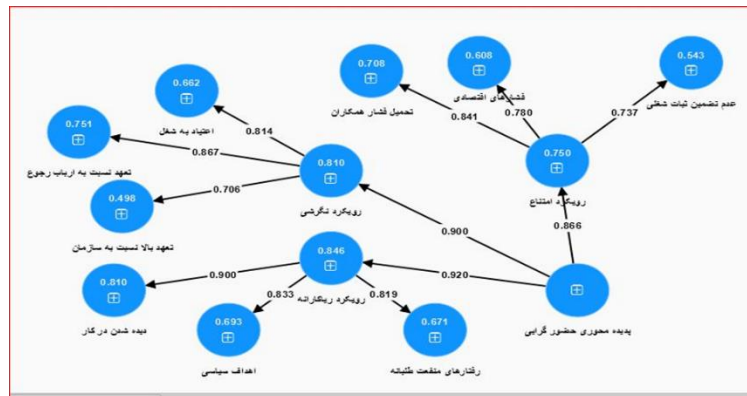 0.543
عدم تضمین ثبات شغلی
0.608
فشارهای اقتصادی
0.708
تحمیل فشار همکاران
0.662
اعتیاد به شغل
0.737
0.780
0.841
0.814
0.751
تعهد نسبت به ارباب رجوع
0.867
0.750
رویکرد امتناع
0.810
رویکرد نگرشی
0.706
0.498
تعهد بالا نسبت به سازمان
0.866
0.900
0.846
رویکرد ریاکارانه
0.920
پدیده محوری حضور گرایی
0.900
0.810
دیده شدن در کار
0.833
0.819
0.671
رفتارهای منفعت طلبانه
0.693
اهداف سیاسی